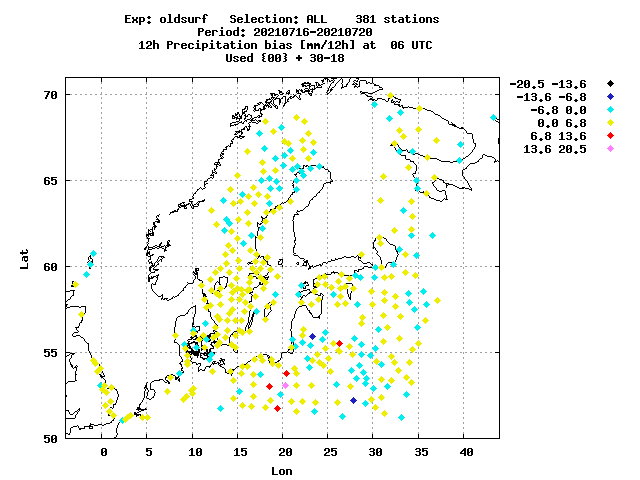 Exp: oldsurf   Selection: ALL    381 stations
Period: 20210716-20210720
12h Precipitation bias [mm/12h] at  06 UTC
Used {00} + 30-18
-20.5 -13.6
-13.6 -6.8
-6.8 0.0
0.0 6.8
6.8 13.6
13.6 20.5
70
65
60
55
50
Lat
0 5 10 15 20 25 30 35 40
Lon